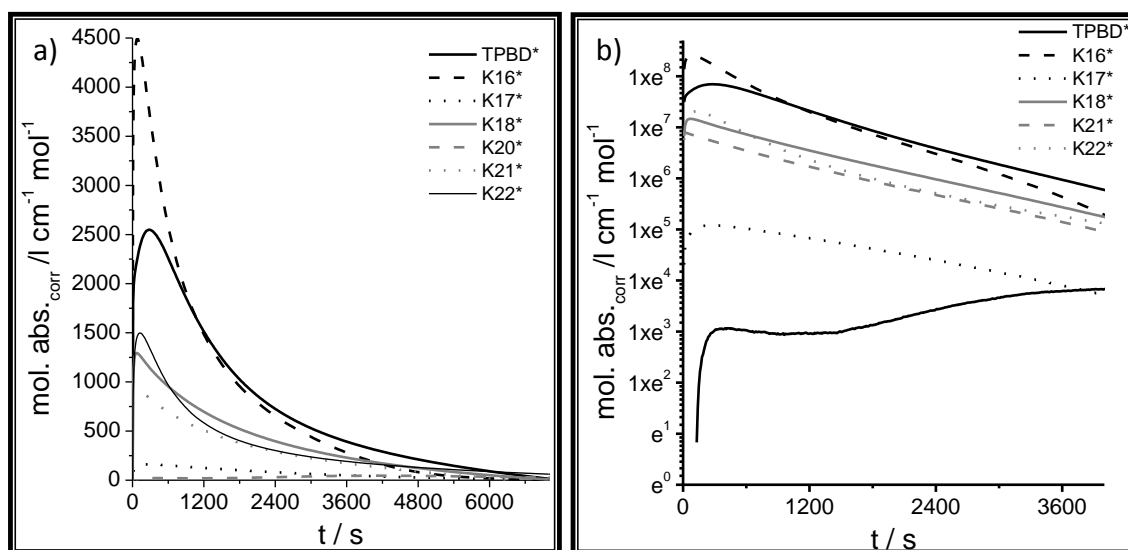 a)
4500
4000
3500
3000
2500
2000
1500
1000
500
0
mol. abs.corr /l cm-1 mol-1
0 1200 2400 3600 4800 6000
t / s
TPBD*
K16*
K17*
K18*
K20*
K21*
K22*
b)
1xe8
1xe7
1xe6
1xe5
1xe4
1xe3
1xe2
e1
e0
mol. abs.corr /l cm-1 mol-1
0 1200 2400 3600
t / s
TPBD*
K16*
K17*
K18*
K21*
K22*